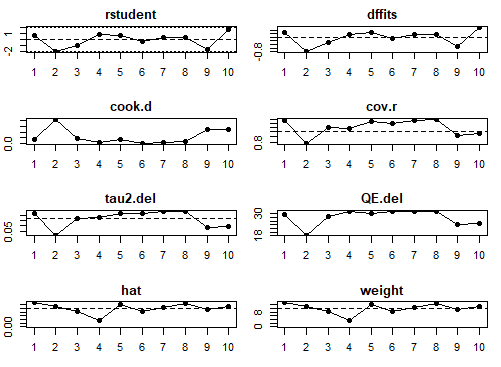 rstudent
dffits
1
-2
-0.8
1 2 3 4 5 6 7 8 9 10
1 2 3 4 5 6 7 8 9 10
cook.d
cov.r
0.0
0.8
1 2 3 4 5 6 7 8 9 10
1 2 3 4 5 6 7 8 9 10
tau2.del
QE.del
0.05
30
18
1 2 3 4 5 6 7 8 9 10
1 2 3 4 5 6 7 8 9 10
hat
weight
0.00
8
0
1 2 3 4 5 6 7 8 9 10
1 2 3 4 5 6 7 8 9 10